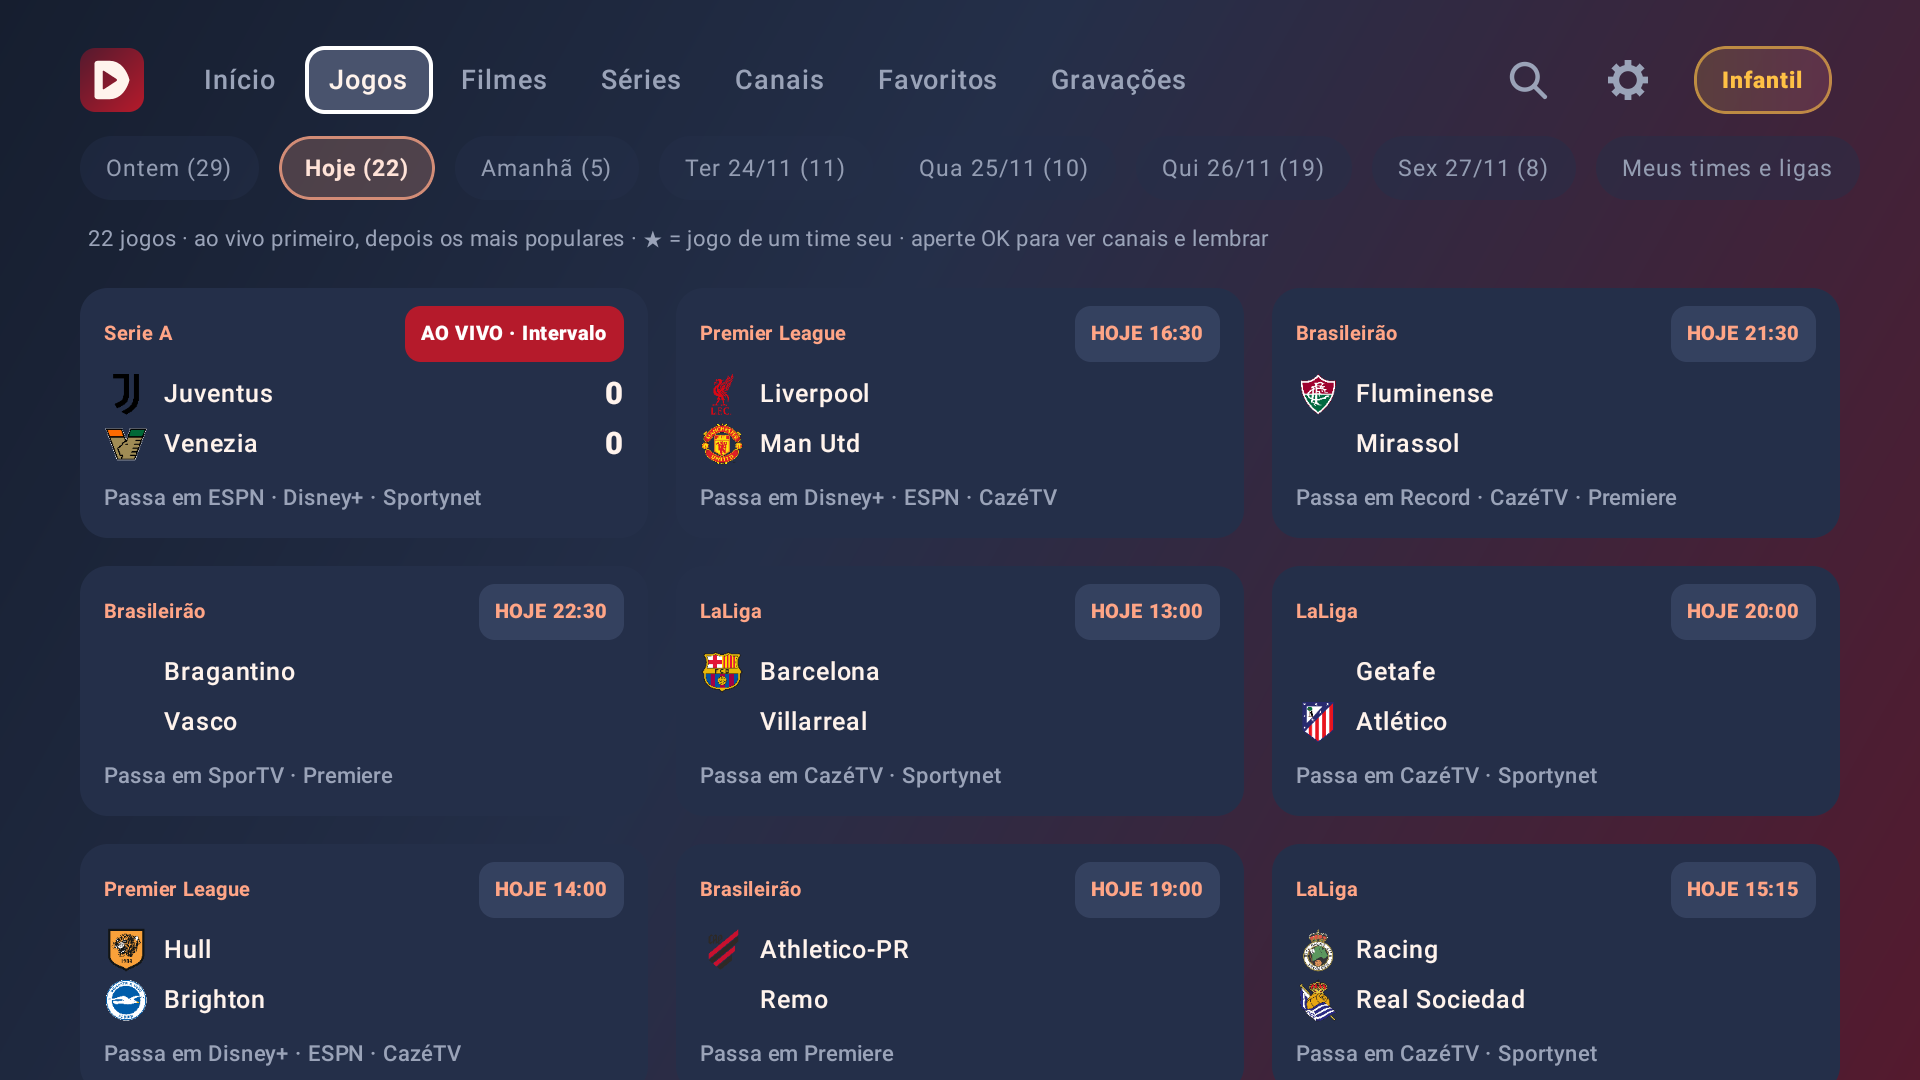 Início Jogos Filmes Séries Canais Favoritos Gravações Infantil
Ontem (29) Hoje (22) Amanhã (5) Ter 24/11 (11) Qua 25/11 (10) Qui 26/11 (19) Sex 27/11 (8) Meus times e ligas
22 jogos · ao vivo primeiro, depois os mais populares · ★ = jogo de um time seu · aperte OK para ver canais e lembrar
Serie A AO VIVO · Intervalo
Juventus 0
Venezia 0
Passa em ESPN · Disney+ · Sportynet
Premier League HOJE 16:30
Liverpool
Man Utd
Passa em Disney+ · ESPN · CazéTV
Brasileirão HOJE 21:30
Fluminense
Mirassol
Passa em Record · CazéTV · Premiere
Brasileirão HOJE 22:30
Bragantino
Vasco
Passa em SporTV · Premiere
LaLiga HOJE 13:00
Barcelona
Villarreal
Passa em CazéTV · Sportynet
LaLiga HOJE 20:00
Getafe
Atlético
Passa em CazéTV · Sportynet
Premier League HOJE 14:00
Hull
Brighton
Passa em Disney+ · ESPN · CazéTV
Brasileirão HOJE 19:00
Athletico-PR
Remo
Passa em Premiere
LaLiga HOJE 15:15
Racing
Real Sociedad
Passa em CazéTV · Sportynet